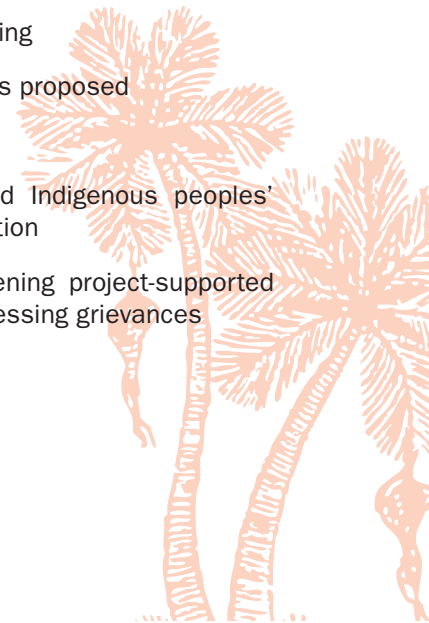 ing
s proposed
d Indigenous peoples’
tion
ening project-supported
essing grievances